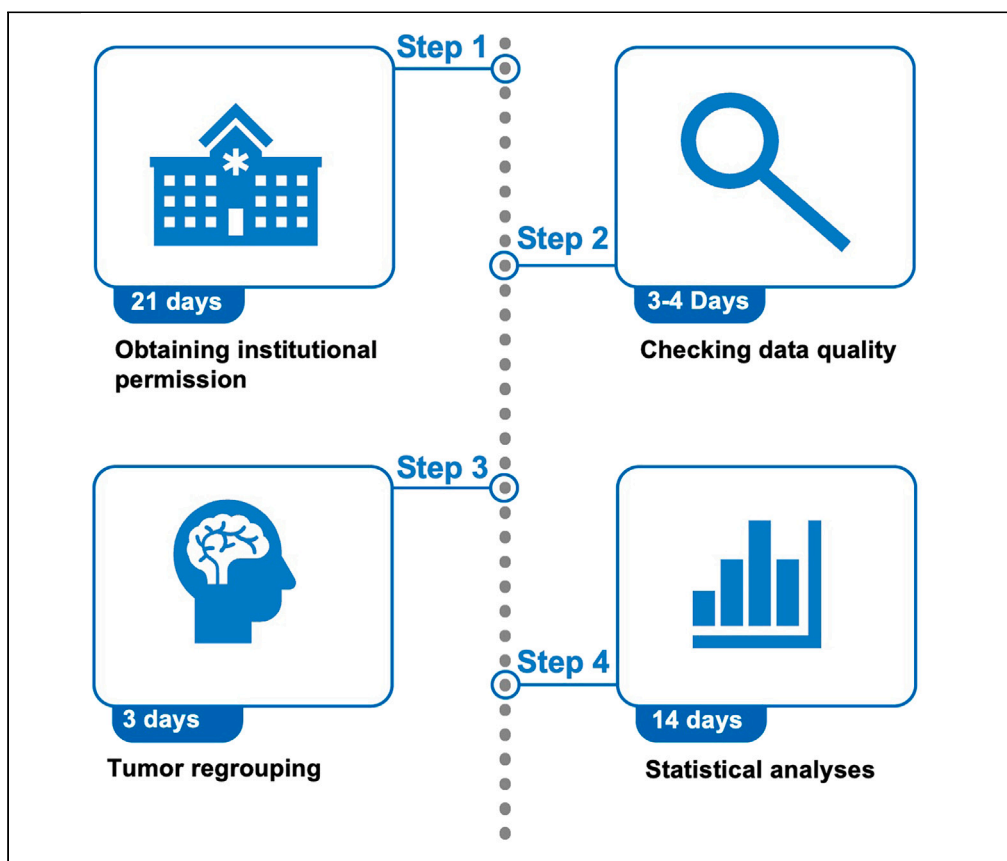 Step 1
21 days
Obtaining institutional
permission
Step 2
3-4 Days
Checking data quality
Step 3
3 days
Tumor regrouping
Step 4
14 days
Statistical analyses